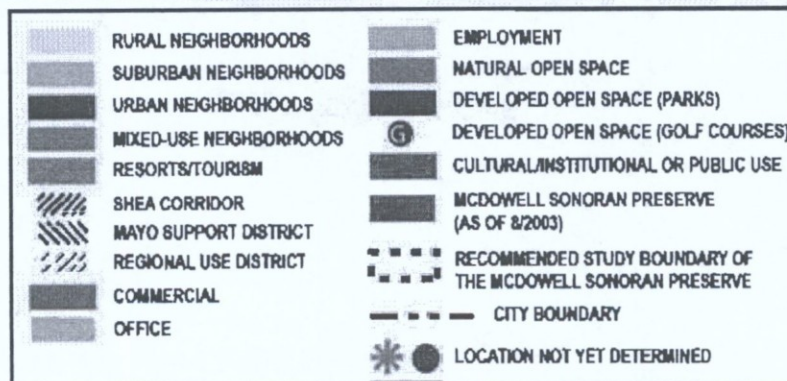 RURAL NEIGHBORHOODS
SUBURBAN NEIGHBORHOODS
URBAN NEIGHBORHOODS
MIXED-USE NEIGHBORHOODS
RESORTS/TOURISM
SHEA CORRIDOR
MAYO SUPPORT DISTRICT
REGIONAL USE DISTRICT
COMMERCIAL
OFFICE
EMPLOYMENT
NATURAL OPEN SPACE
DEVELOPED OPEN SPACE (PARKS)
G DEVELOPED OPEN SPACE (GOLF COURSES)
CULTURAL/INSTITUTIONAL OR PUBLIC USE
MCDOWELL SONORAN PRESERVE
(AS OF 8/2003)
RECOMMENDED STUDY BOUNDARY OF
THE MCDOWELL SONORAN PRESERVE
CITY BOUNDARY
LOCATION NOT YET DETERMINED